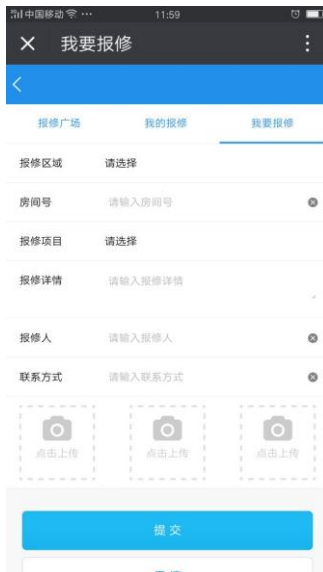 中国移动 11:59
我要报修
报修广场 我的报修 我要报修
报修区域 请选择
房间号 请输入房间号
报修项目 请选择
报修详情 请输入报修详情
报修人 请输入报修人
联系方式 请输入联系方式
点击上传 点击上传 点击上传
提交